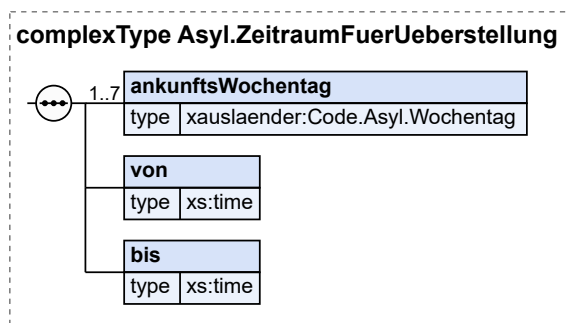 complexType Asyl.ZeitraumFuerUeberstellung
1..7 ankunftsWochentag
type xauslaender:Code.Asyl.Wochentag
von
type xs:time
bis
type xs:time